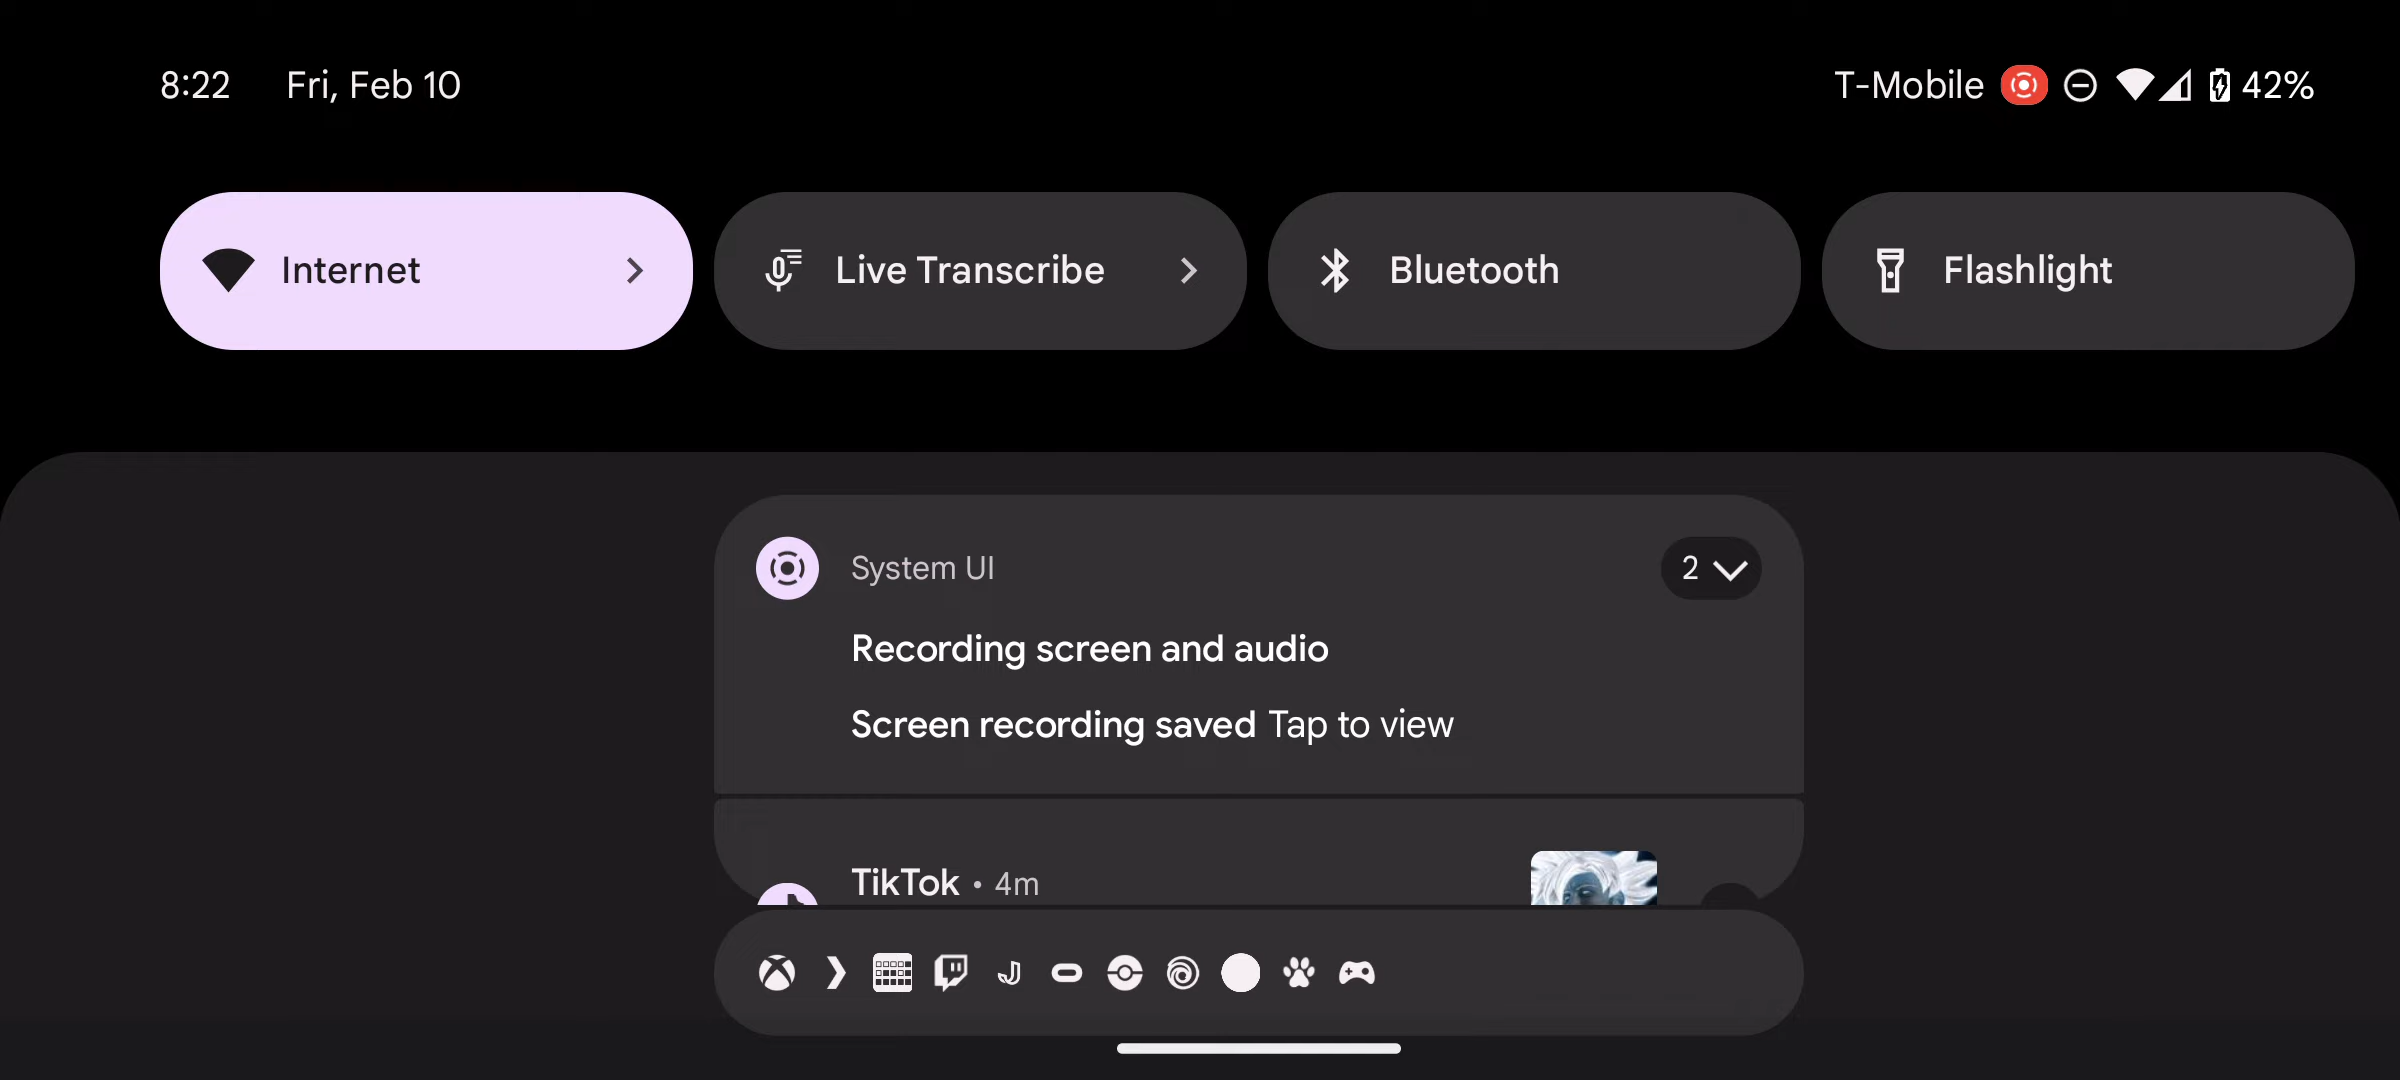 8:22 Fri, Feb 10 T-Mobile 42%
Internet Live Transcribe Bluetooth Flashlight
System UI 2
Recording screen and audio
Screen recording saved Tap to view
TikTok • 4m